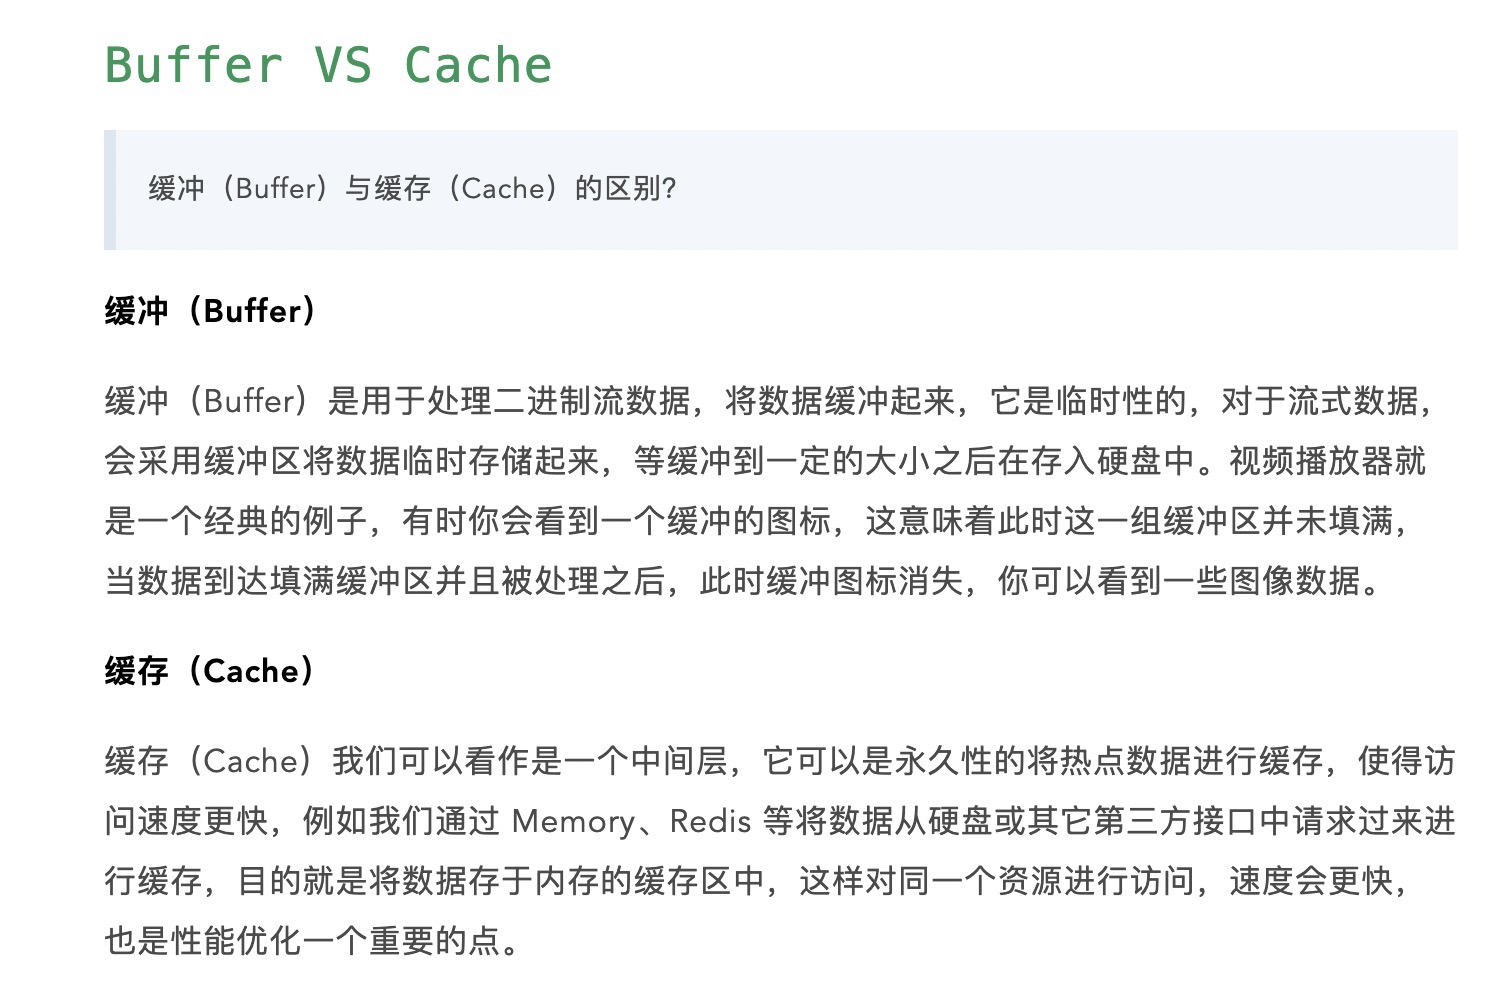 Buffer VS Cache
缓冲（Buffer）与缓存（Cache）的区别？
缓冲（Buffer）
缓冲（Buffer）是用于处理二进制流数据，将数据缓冲起来，它是临时性的，对于流式数据，
会采用缓冲区将数据临时存储起来，等缓冲到一定的大小之后在存入硬盘中。视频播放器就
是一个经典的例子，有时你会看到一个缓冲的图标，这意味着此时这一组缓冲区并未填满，
当数据到达填满缓冲区并且被处理之后，此时缓冲图标消失，你可以看到一些图像数据。
缓存（Cache）
缓存（Cache）我们可以看作是一个中间层，它可以是永久性的将热点数据进行缓存，使得访
问速度更快，例如我们通过 Memory、Redis 等将数据从硬盘或其它第三方接口中请求过来进
行缓存，目的就是将数据存于内存的缓存区中，这样对同一个资源进行访问，速度会更快，
也是性能优化一个重要的点。